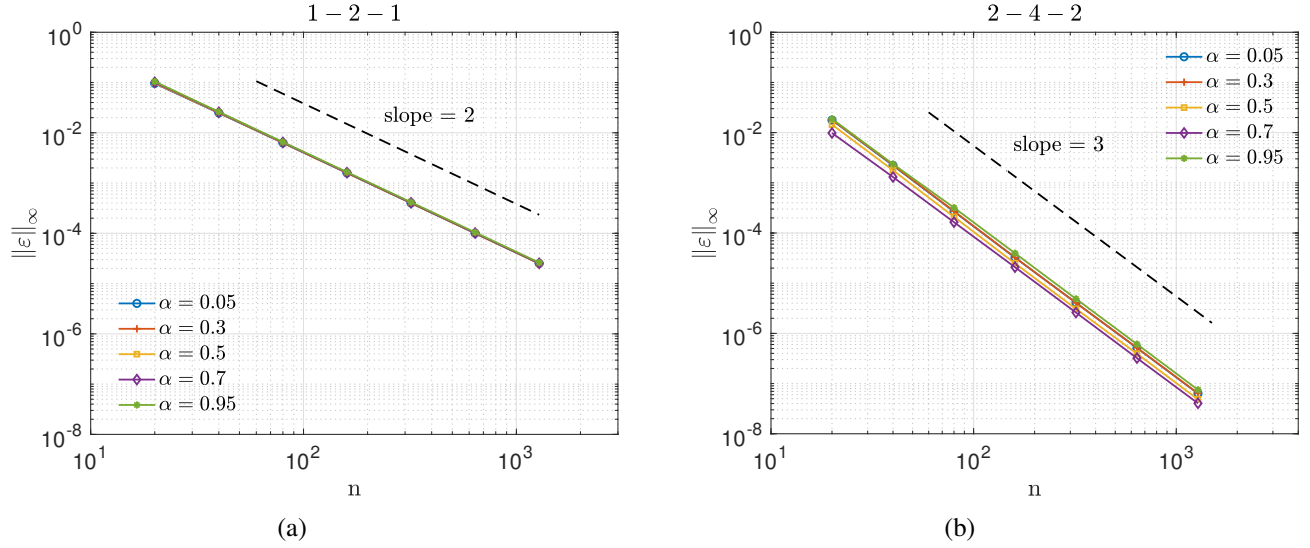 1 − 2 − 1
10^0
10^-2
10^-4
10^-6
10^-8
‖ε‖∞
slope = 2
α = 0.05
α = 0.3
α = 0.5
α = 0.7
α = 0.95
10^1
10^2
10^3
n
(a)
2 − 4 − 2
10^0
10^-2
10^-4
10^-6
10^-8
‖ε‖∞
α = 0.05
α = 0.3
α = 0.5
α = 0.7
α = 0.95
slope = 3
10^1
10^2
10^3
n
(b)